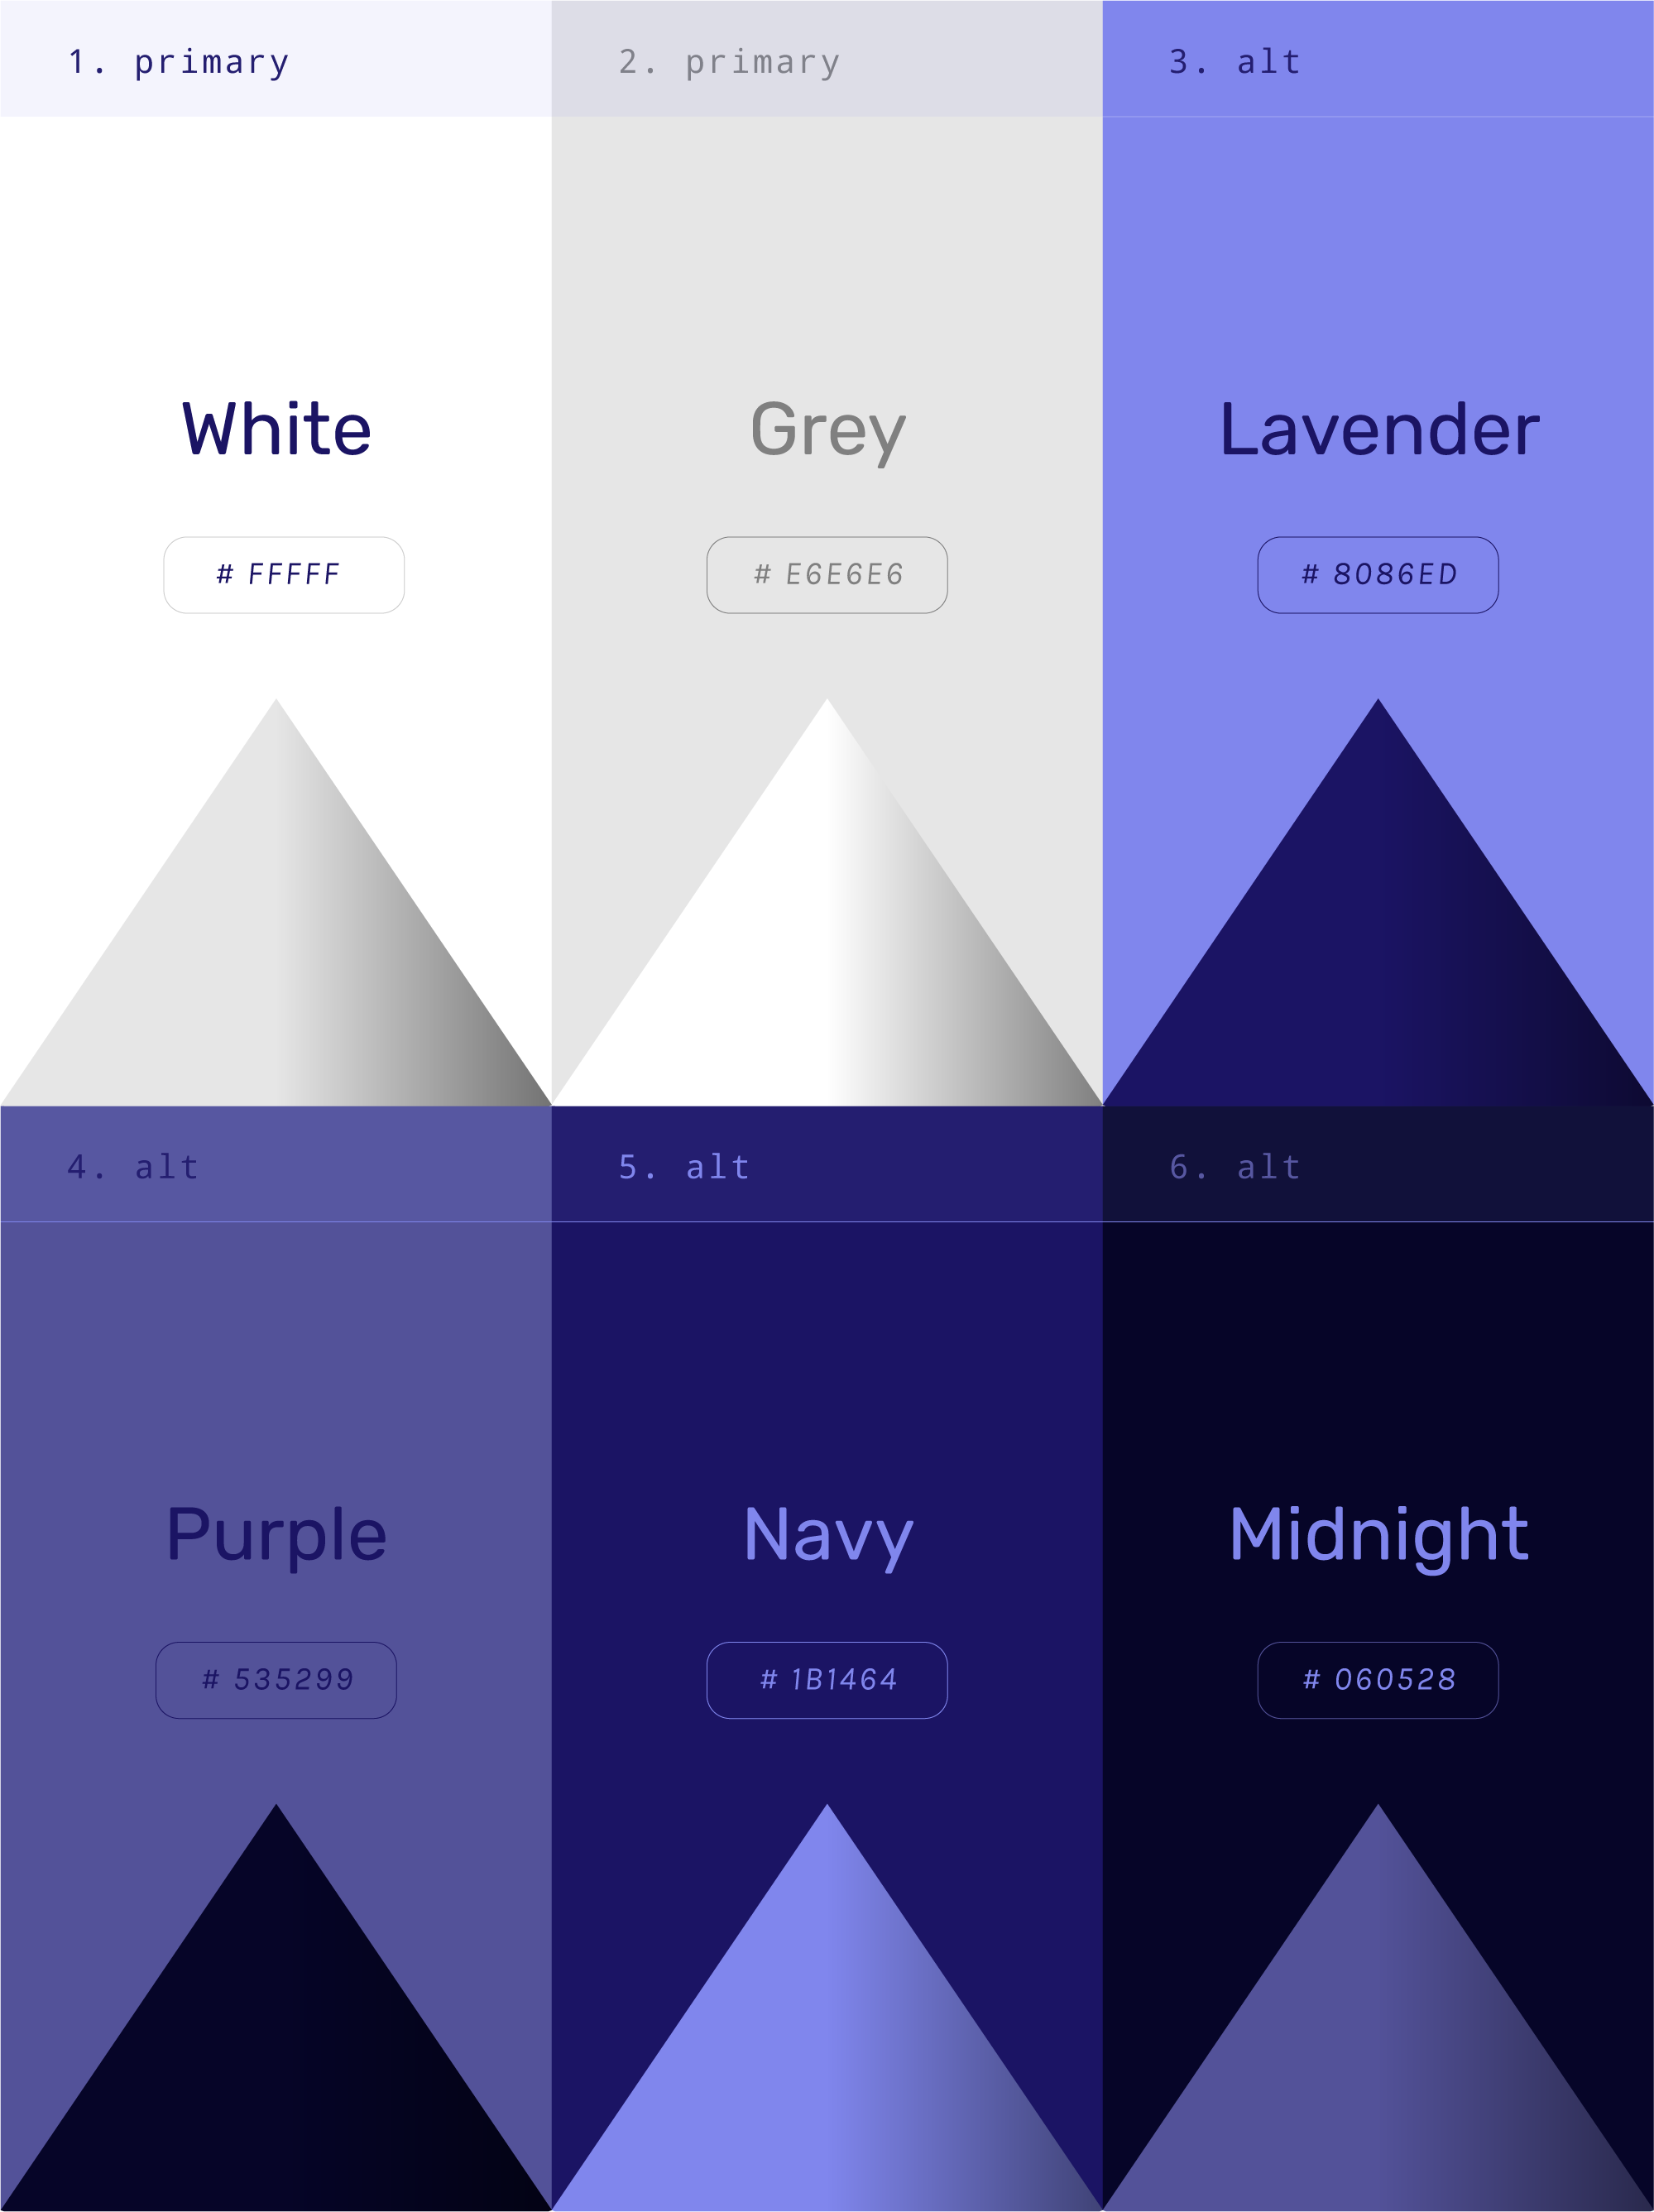 1. primary
2. primary
3. alt
White
Grey
Lavender
# FFFFF
# E6E6E6
# 8086ED
4. alt
5. alt
6. alt
Purple
Navy
Midnight
# 535299
# 1B1464
# 060528